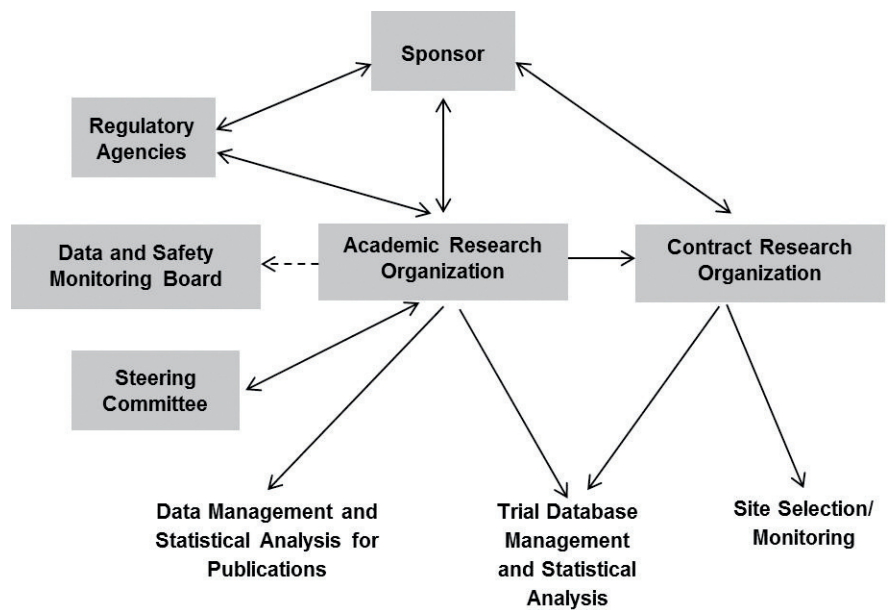 Sponsor
Regulatory
Agencies
Data and Safety
Monitoring Board
Academic Research
Organization
Contract Research
Organization
Steering
Committee
Data Management and
Statistical Analysis for
Publications
Trial Database
Management
and Statistical
Analysis
Site Selection/
Monitoring